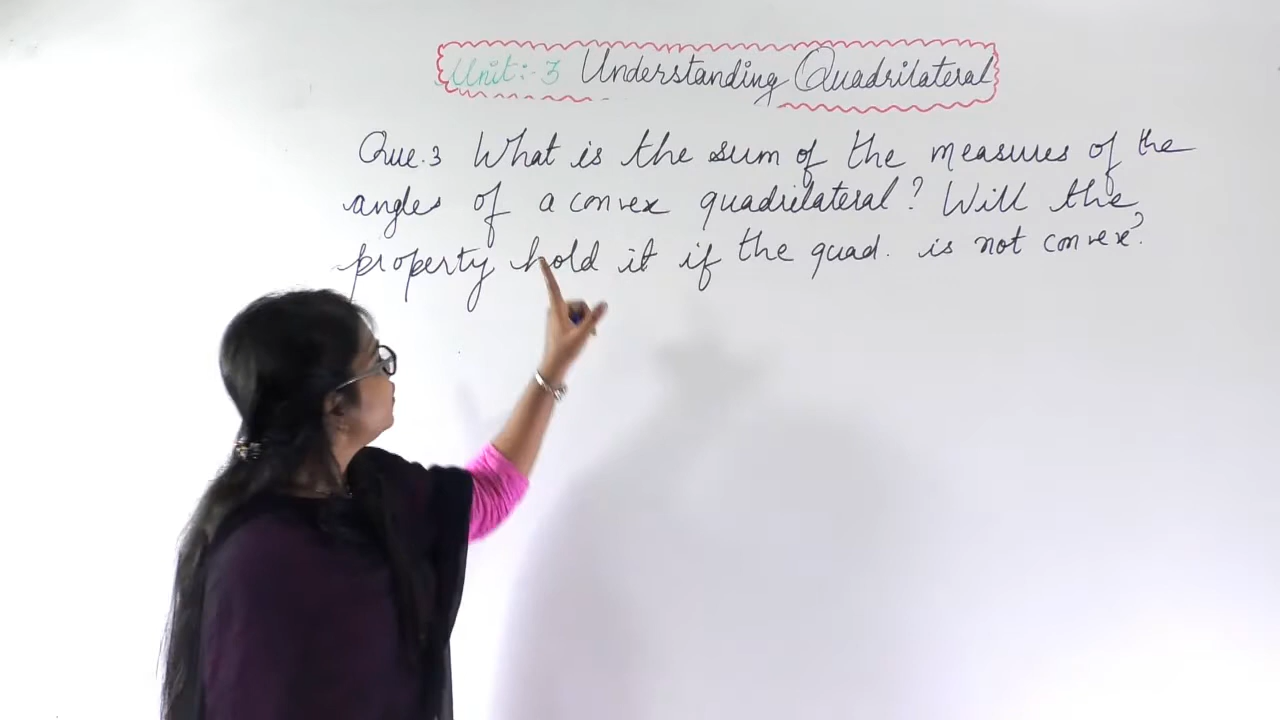 Unit:- 3 Understanding Quadrilateral
Que.3 What is the sum of the measures of the
angles of a convex quadrilateral? Will the
property hold it if the quad. is not convex?